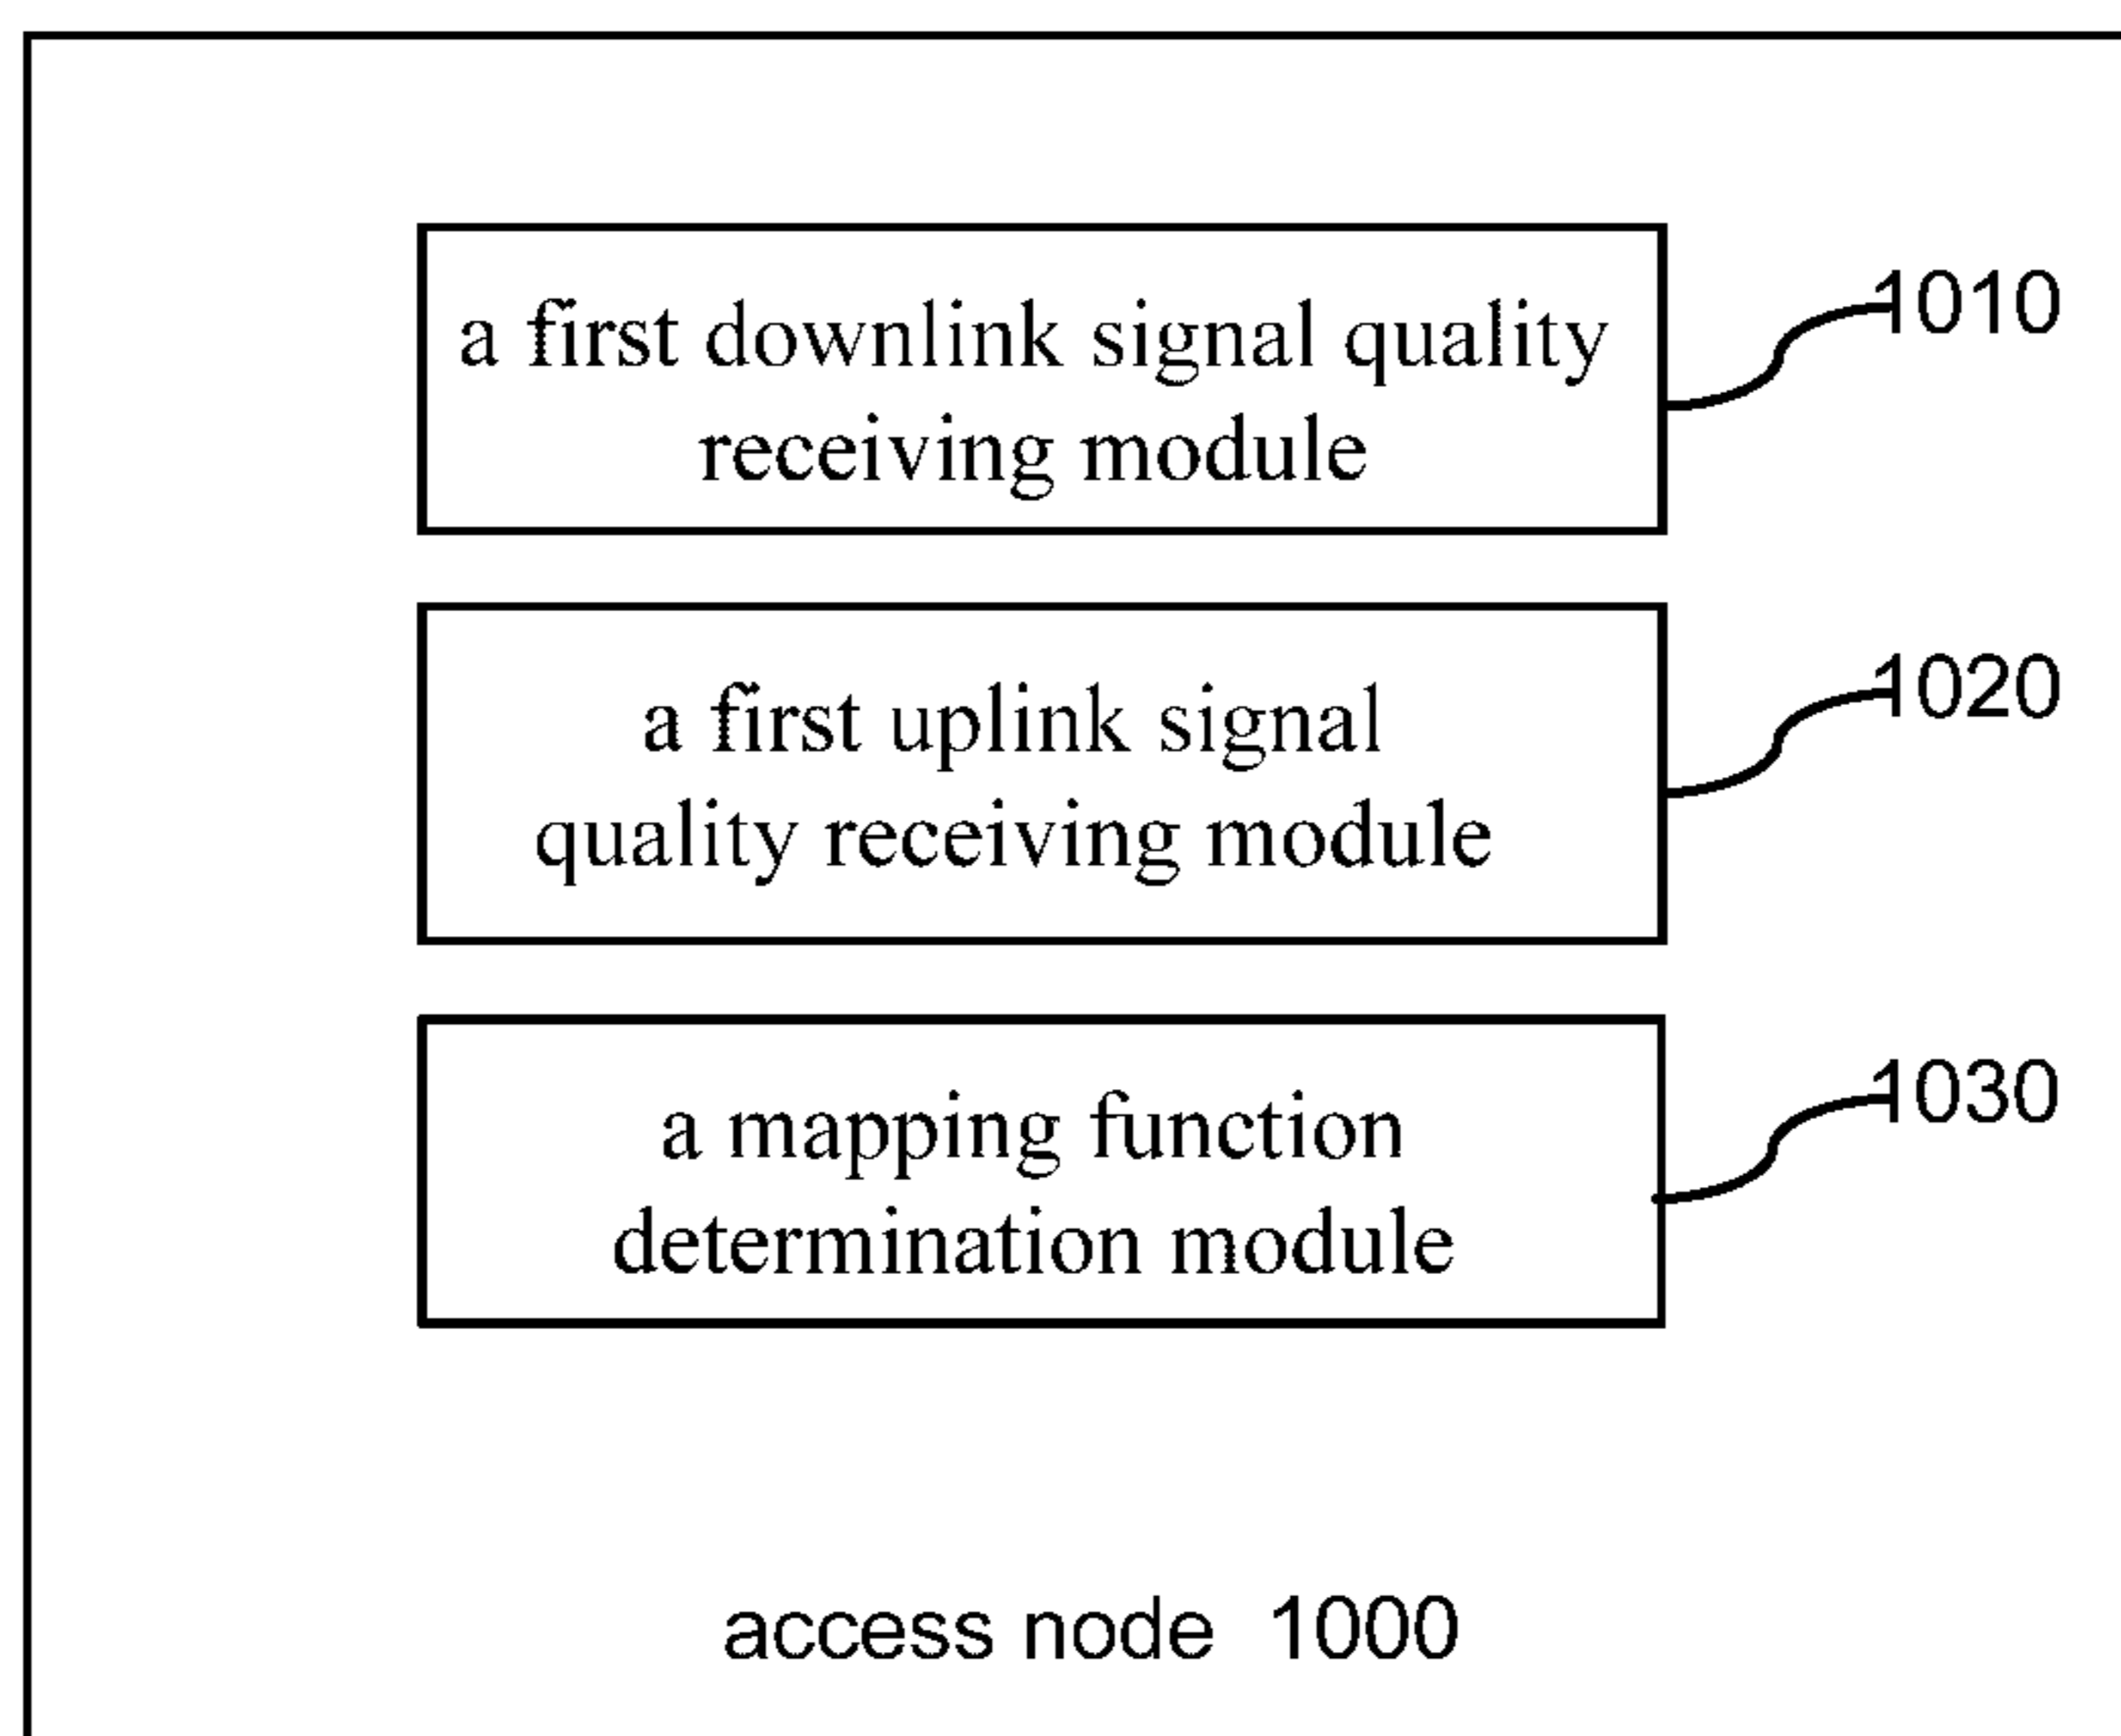 a first downlink signal quality
receiving module
1010
a first uplink signal
quality receiving module
1020
a mapping function
determination module
1030
access node 1000